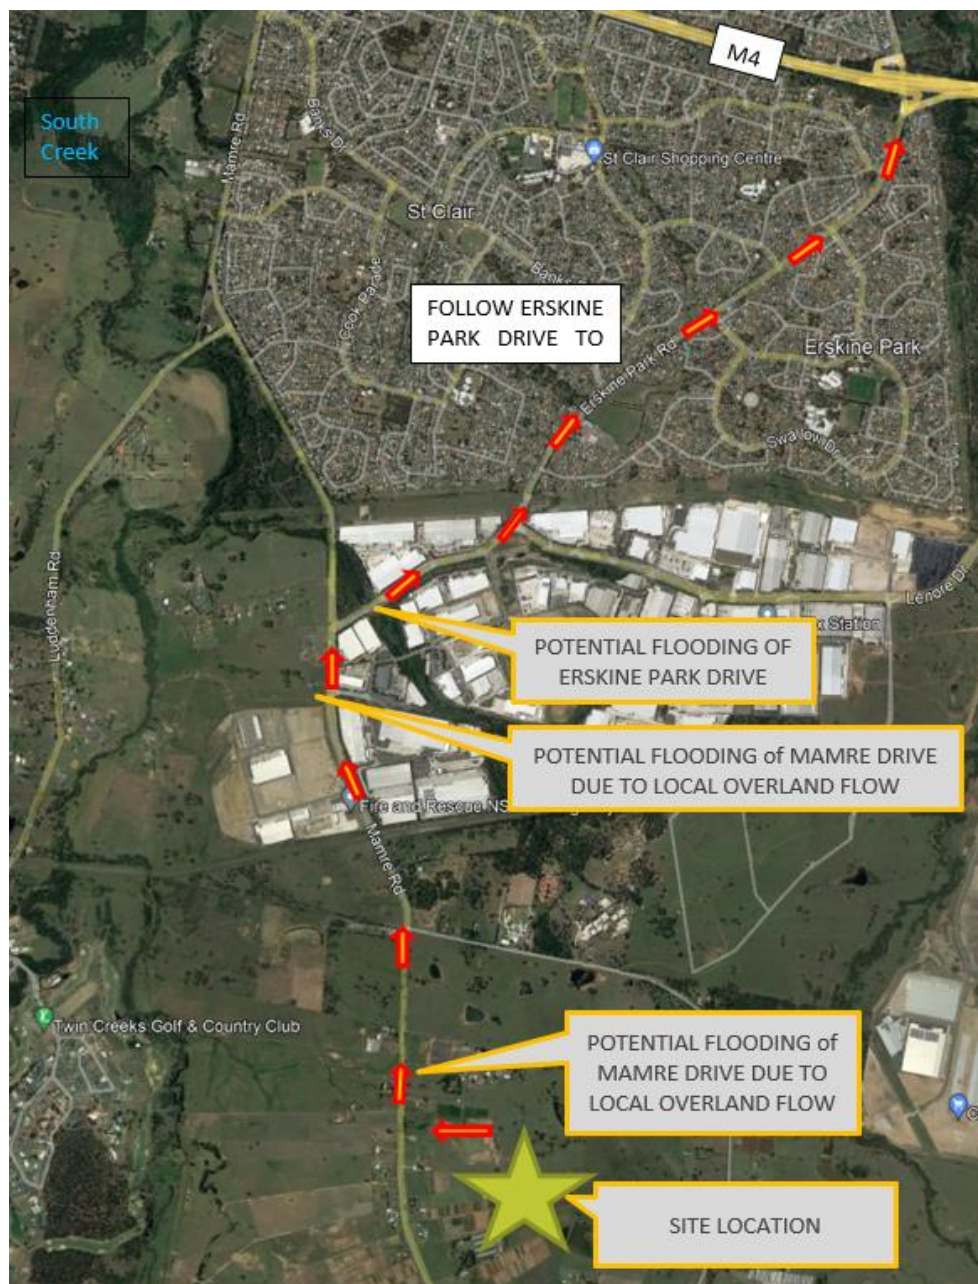 M4
South
Creek
Mamre Rd
Banks Dr
St Clair Shopping Centre
St Clair
Banks
Cook Parade
FOLLOW ERSKINE
PARK DRIVE TO
Erskine Park Rd
Erskine Park
Swallow Dr
Luddenham Rd
Lenore Dr
Station
POTENTIAL FLOODING OF
ERSKINE PARK DRIVE
POTENTIAL FLOODING of MAMRE DRIVE
DUE TO LOCAL OVERLAND FLOW
Fire and Rescue NS
Mamre Rd
Twin Creeks Golf & Country Club
POTENTIAL FLOODING of
MAMRE DRIVE DUE TO
LOCAL OVERLAND FLOW
SITE LOCATION